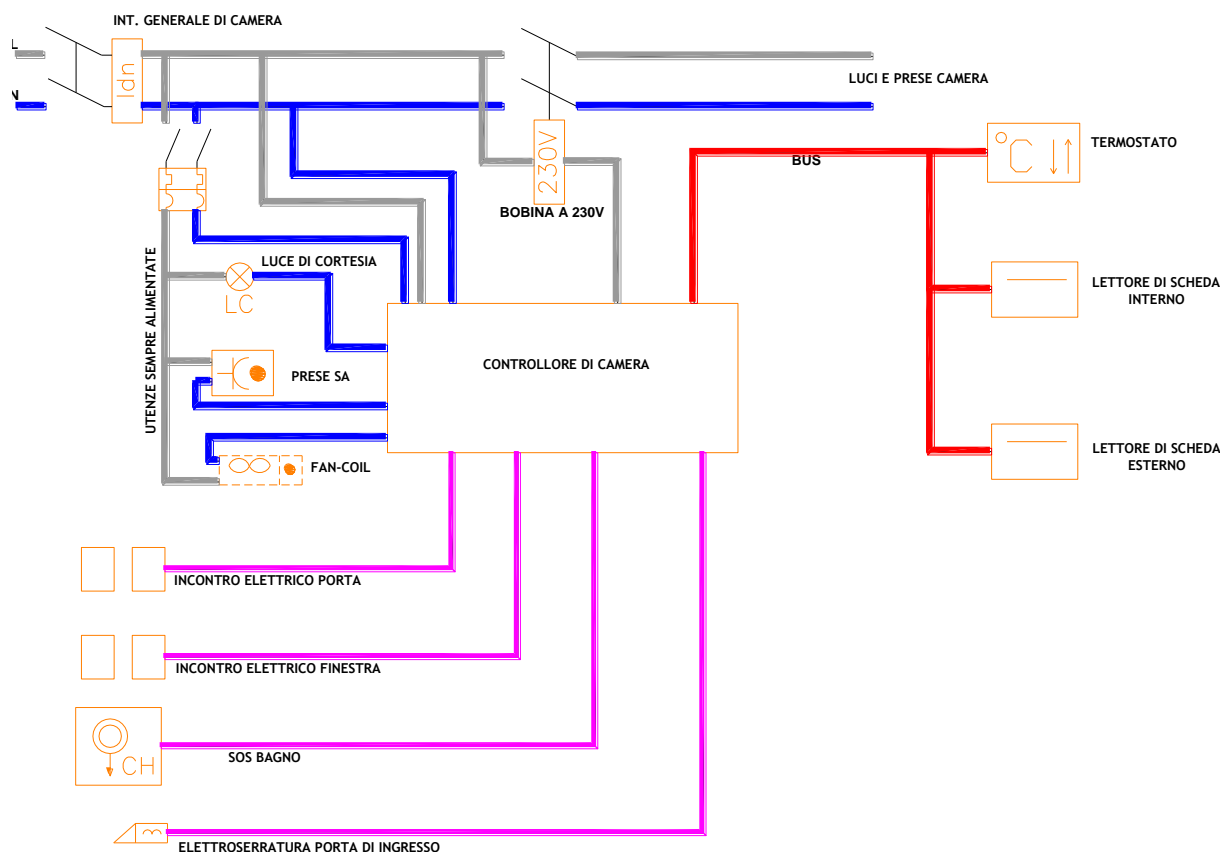 INT. GENERALE DI CAMERA
L
N
Idn
LUCI E PRESE CAMERA
230V
BOBINA A 230V
BUS
°C
TERMOSTATO
UTENZE SEMPRE ALIMENTATE
LUCE DI CORTESIA
LC
LETTORE DI SCHEDA
INTERNO
CONTROLLORE DI CAMERA
PRESE SA
FAN-COIL
LETTORE DI SCHEDA
ESTERNO
INCONTRO ELETTRICO PORTA
INCONTRO ELETTRICO FINESTRA
CH
SOS BAGNO
ELETTROSERRATURA PORTA DI INGRESSO